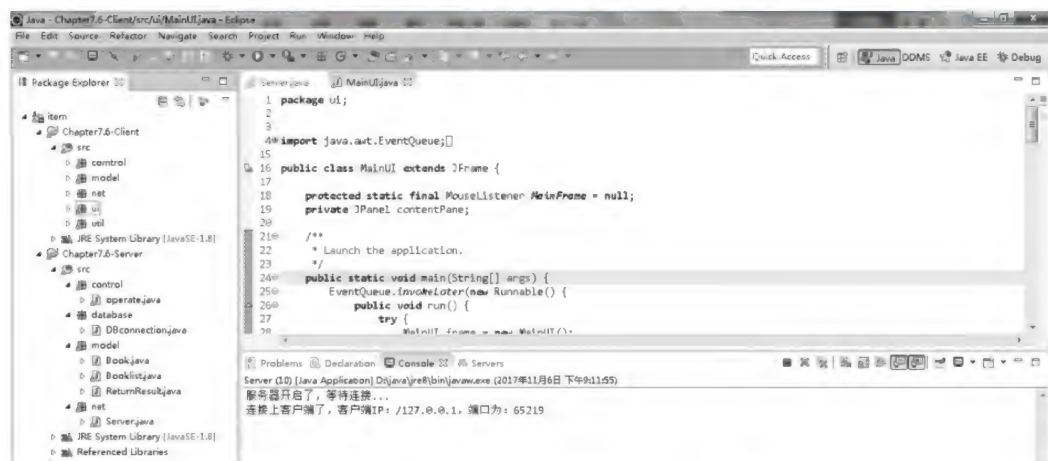 Java - Chapter7.6-Client/src/ui/MainUI.java - Eclipse
File Edit Source Refactor Navigate Search Project Run Window Help
Quick Access
Java DDMS Java EE Debug
Package Explorer
item
Chapter7.6-Client
src
comtrol
model
net
ui
util
JRE System Library [JavaSE-1.8]
Chapter7.6-Server
src
control
operate.java
database
DBconnection.java
model
Book.java
Booklist.java
ReturnResult.java
net
Server.java
JRE System Library [JavaSE-1.8]
Referenced Libraries
Server.java MainUI.java
1 package ui;
2
3
4 import java.awt.EventQueue;
15
16 public class MainUI extends JFrame {
17
18 protected static final MouseListener MainFrame = null;
19 private JPanel contentPane;
20
21 /**
22 * Launch the application.
23 */
24 public static void main(String[] args) {
25 EventQueue.invokeLater(new Runnable() {
26 public void run() {
27 try {
28 MainUI frame = new MainUI();
Problems Declaration Console Servers
Server (10) [Java Application] D:\java\jre8\bin\javaw.exe (2017年11月6日 下午9:11:55)
服务器开启了，等待连接...
连接上客户端了，客户端IP：/127.0.0.1，端口为：65219